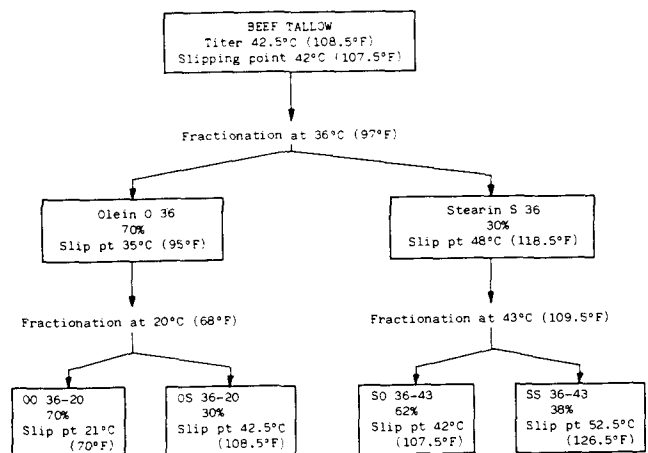 BEEF TALLOW
Titer 42.5°C (108.5°F)
Slipping point 42°C (107.5°F)
Fractionation at 36°C (97°F)
Olein O 36
70%
Slip pt 35°C (95°F)
Stearin S 36
30%
Slip pt 48°C (118.5°F)
Fractionation at 20°C (68°F)
Fractionation at 43°C (109.5°F)
OO 36-20
70%
Slip pt 21°C
(70°F)
OS 36-20
30%
Slip pt 42.5°C
(108.5°F)
SO 36-43
62%
Slip pt 42°C
(107.5°F)
SS 36-43
38%
Slip pt 52.5°C
(126.5°F)